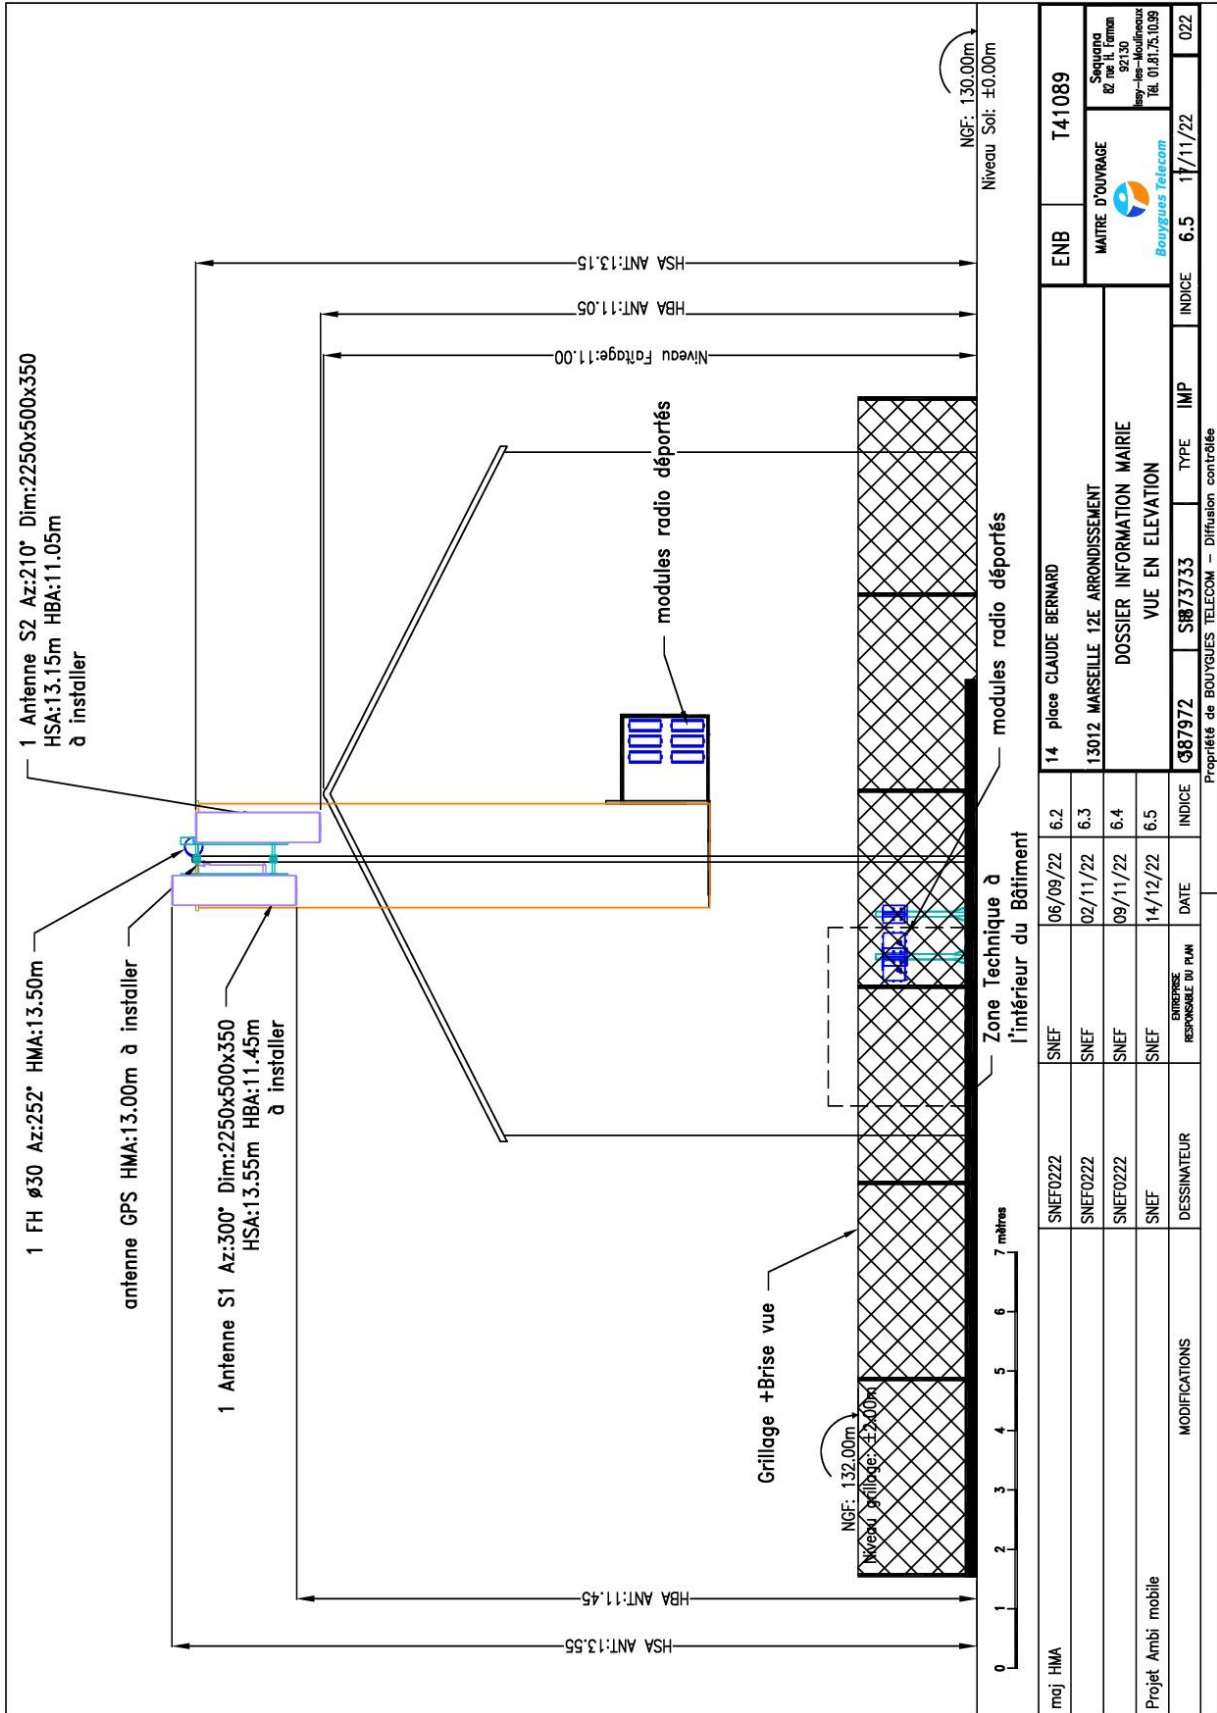 1 FH ø30 Az:252° HMA:13.50m
antenne GPS HMA:13.00m à installer
1 Antenne S1 Az:300° Dim:2250x500x350
HSA:13.55m HBA:11.45m
à installer
1 Antenne S2 Az:210° Dim:2250x500x350
HSA:13.15m HBA:11.05m
à installer
HSA ANT:13.55
HBA ANT:11.45
Niveau Faîtage:11.00
HBA ANT:11.05
HSA ANT:13.15
modules radio déportés
Grillage +Brise vue
NGF: 132.00m
Niveau grillage: ±2.00m
NGF: 130.00m
Niveau Sol: ±0.00m
modules radio déportés
Zone Technique à
l'intérieur du Bâtiment
0 1 2 3 4 5 6 7 mètres
maj HMA SNEF0222 SNEF 06/09/22 6.2
SNEF0222 SNEF 02/11/22 6.3
SNEF0222 SNEF 09/11/22 6.4
Projet Ambi mobile SNEF SNEF 14/12/22 6.5
MODIFICATIONS DESSINATEUR ENTREPRISE
RESPONSABLE DU PLAN DATE INDICE
14 place CLAUDE BERNARD
13012 MARSEILLE 12E ARRONDISSEMENT
ENB T41089
DOSSIER INFORMATION MAIRIE
VUE EN ELEVATION
MAITRE D'OUVRAGE
Bouygues Telecom
Sequana
82 rue H. Farman
92130
Issy-les-Moulineaux
Tél. 01.81.75.10.99
387972 873733 TYPE IMP INDICE 6.5 17/11/22 022
Propriété de BOUYGUES TELECOM - Diffusion contrôlée